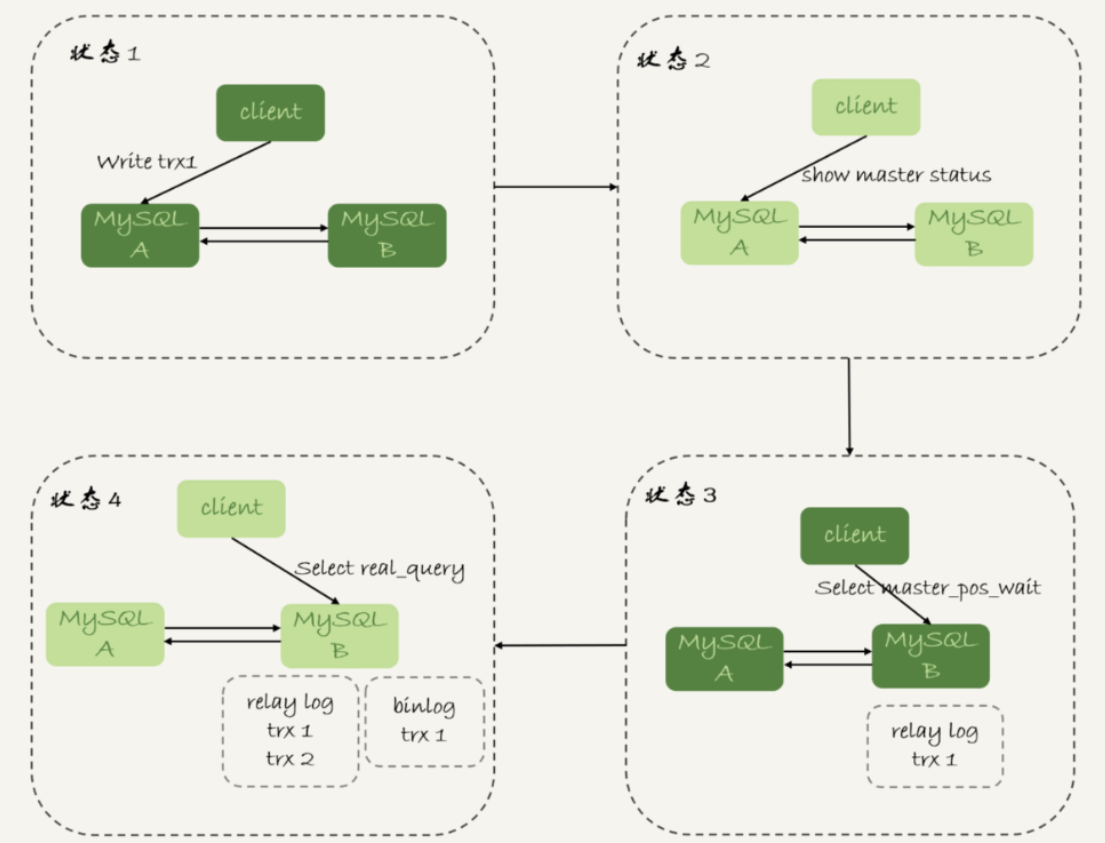 状态1
client
Write trx1
MySQL
A
MySQL
B
状态2
client
show master status
MySQL
A
MySQL
B
状态3
client
Select master_pos_wait
MySQL
A
MySQL
B
relay log
trx 1
状态4
client
Select real_query
MySQL
A
MySQL
B
relay log
trx 1
trx 2
binlog
trx 1